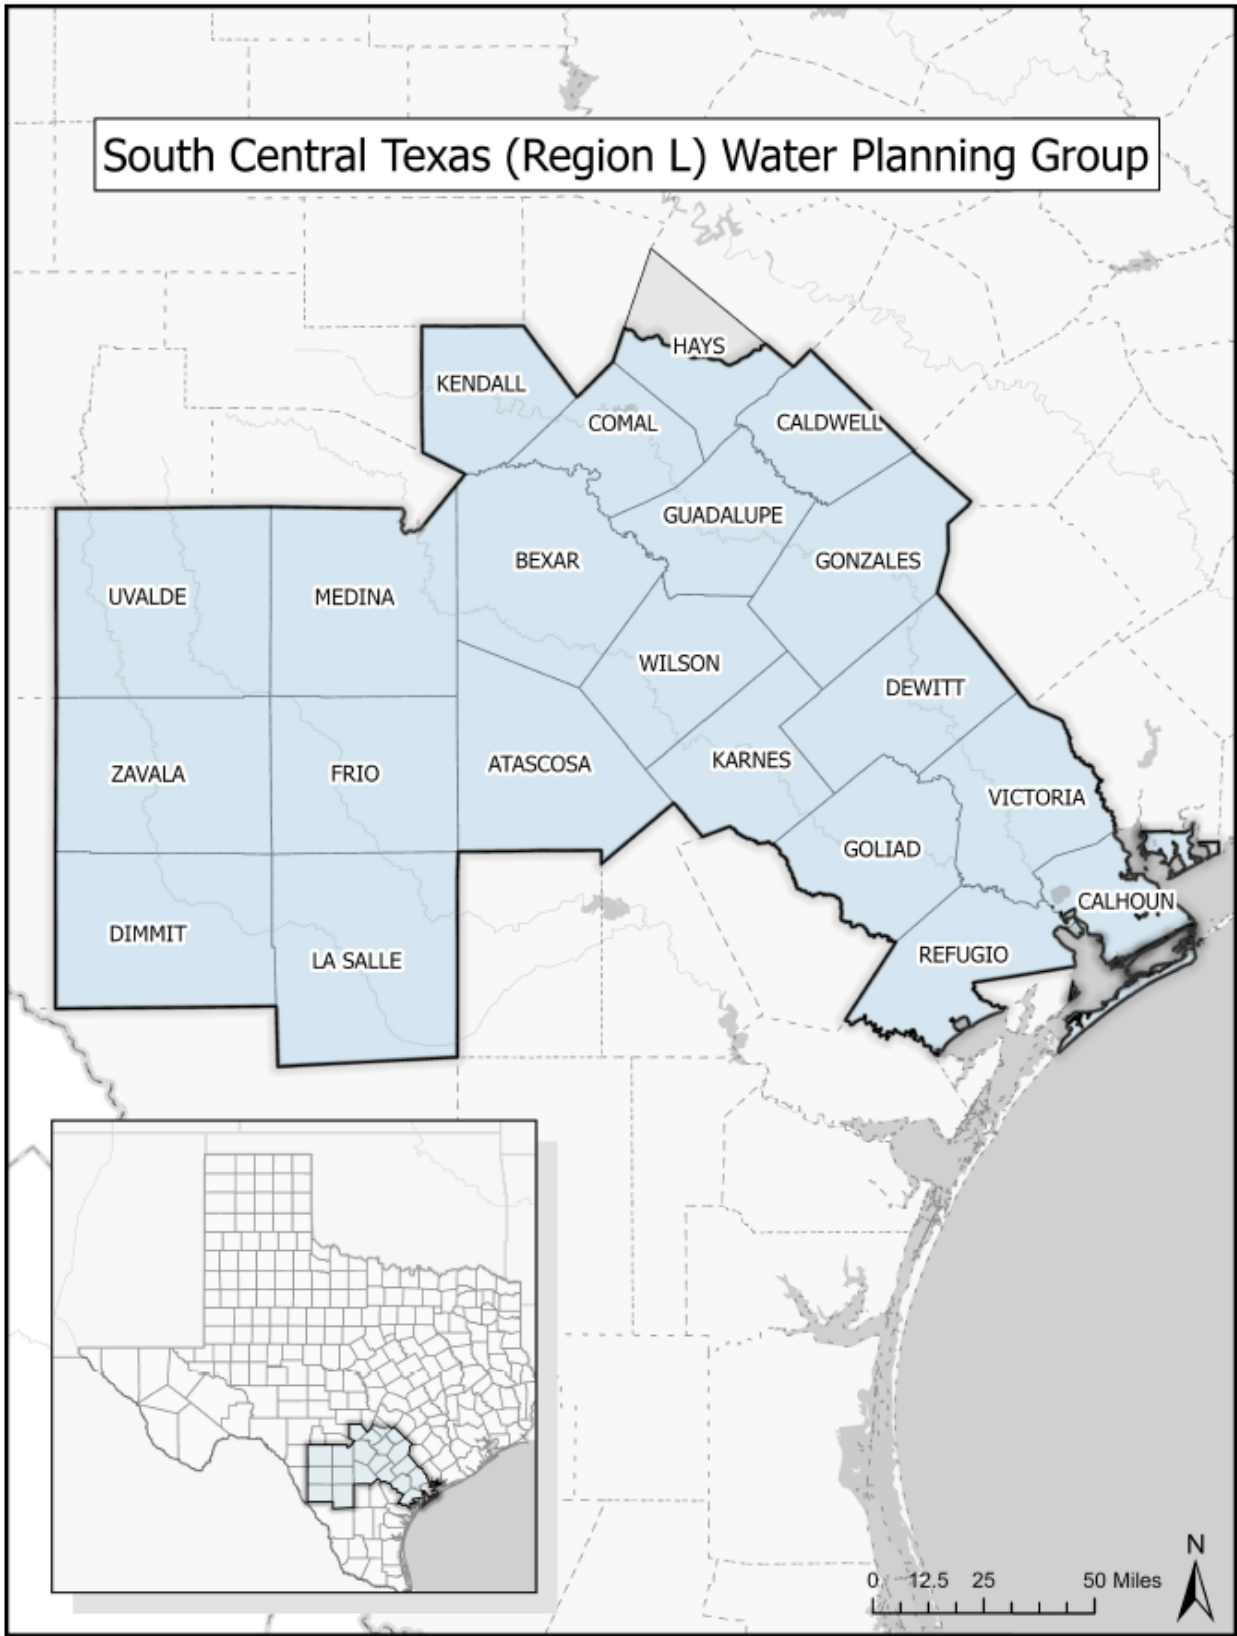 South Central Texas (Region L) Water Planning Group
HAYS
KENDALL
COMAL
CALDWELL
GUADALUPE
BEXAR
GONZALES
UVALDE
MEDINA
WILSON
DEWITT
ZAVALA
FRIO
ATASCOSA
KARNES
VICTORIA
GOLIAD
CALHOUN
DIMMIT
LA SALLE
REFUGIO
N
0 12.5 25 50 Miles